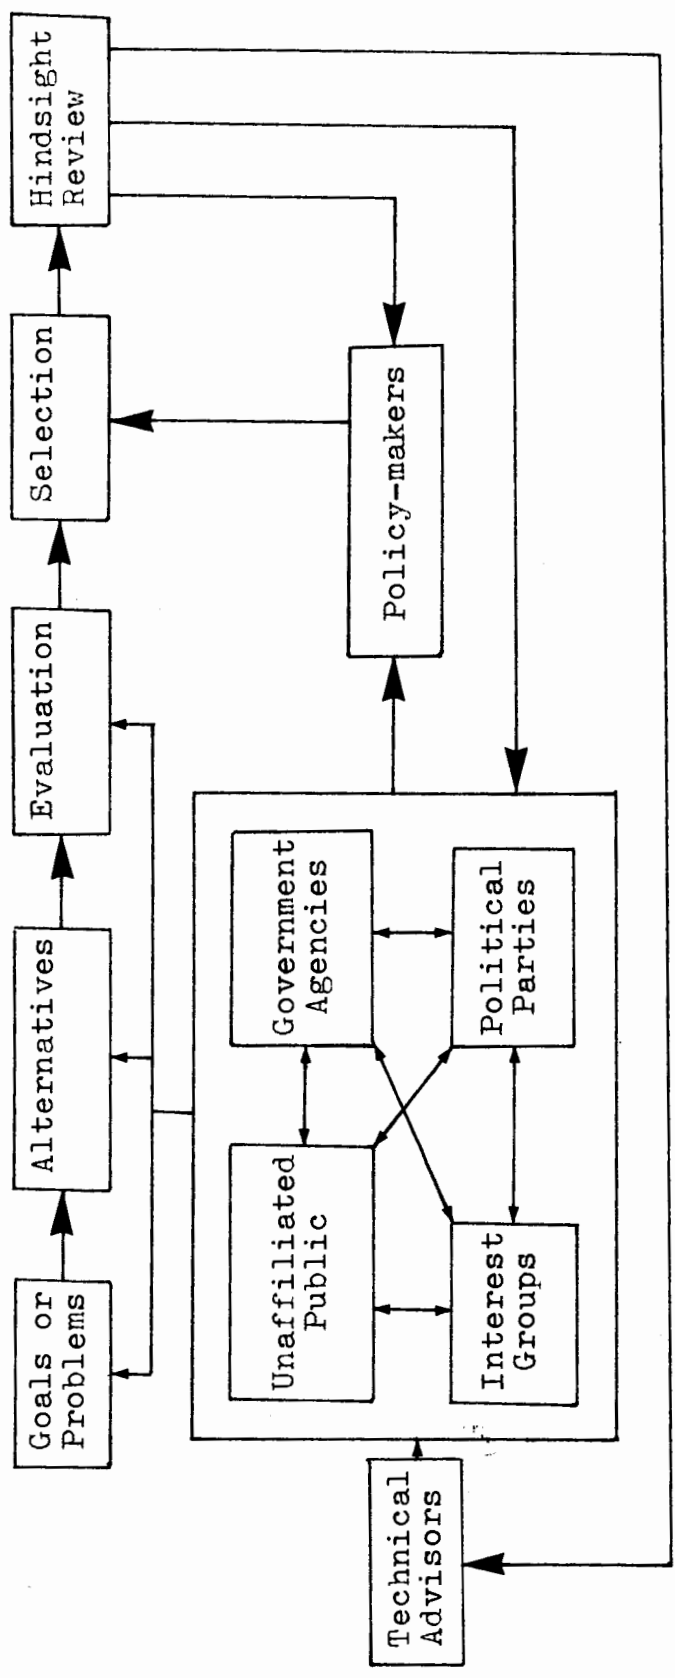 Goals or
Problems
Alternatives
Evaluation
Selection
Hindsight
Review
Unaffiliated
Public
Government
Agencies
Interest
Groups
Political
Parties
Policy-makers
Technical
Advisors